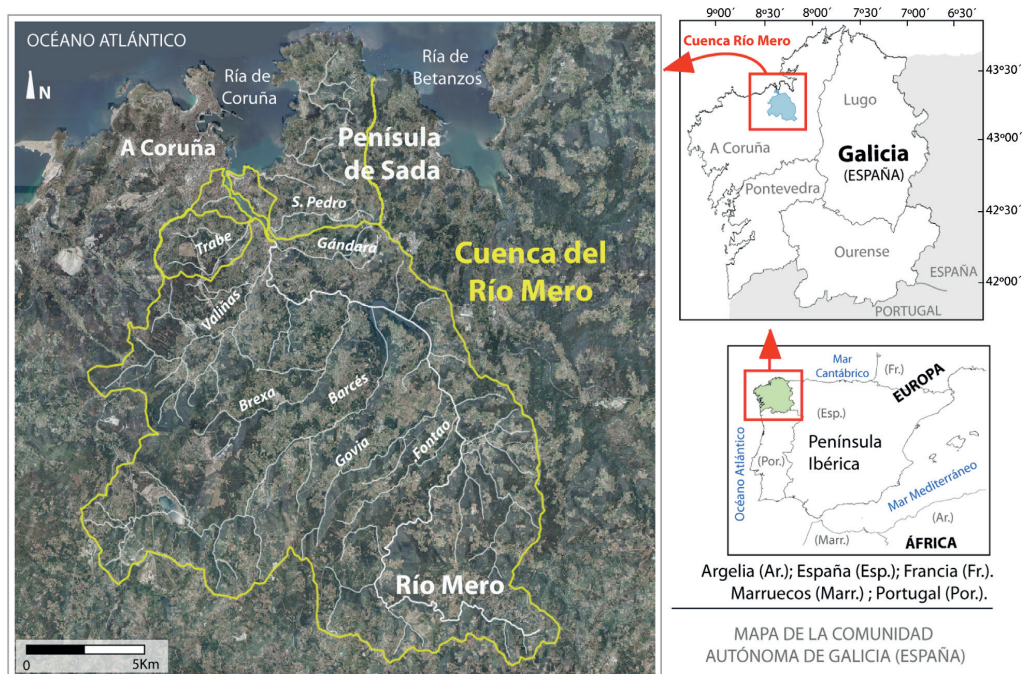 OCÉANO ATLÁNTICO
Ría de
Coruña
Ría de
Betanzos
N
A Coruña
Penísula
de Sada
S. Pedro
Trabe
Gándara
Cuenca del
Río Mero
Valiñas
Brexa
Barcés
Govia
Fontao
Río Mero
0
5Km
9º00´
8º30´
8º00´
7º30´
6º30´
Cuenca Río Mero
43º30´
43º00´
42º30´
42º00´
Lugo
A Coruña
Galicia
(ESPAÑA)
Pontevedra
Ourense
ESPAÑA
PORTUGAL
Mar
Cantábrico
(Fr.)
EUROPA
(Esp.)
Península
Ibérica
(Por.)
Océano Atlántico
Mar Mediterráneo
(Ar.)
(Marr.)
ÁFRICA
Argelia (Ar.); España (Esp.); Francia (Fr.).
Marruecos (Marr.) ; Portugal (Por.).
MAPA DE LA COMUNIDAD
AUTÓNOMA DE GALICIA (ESPAÑA)